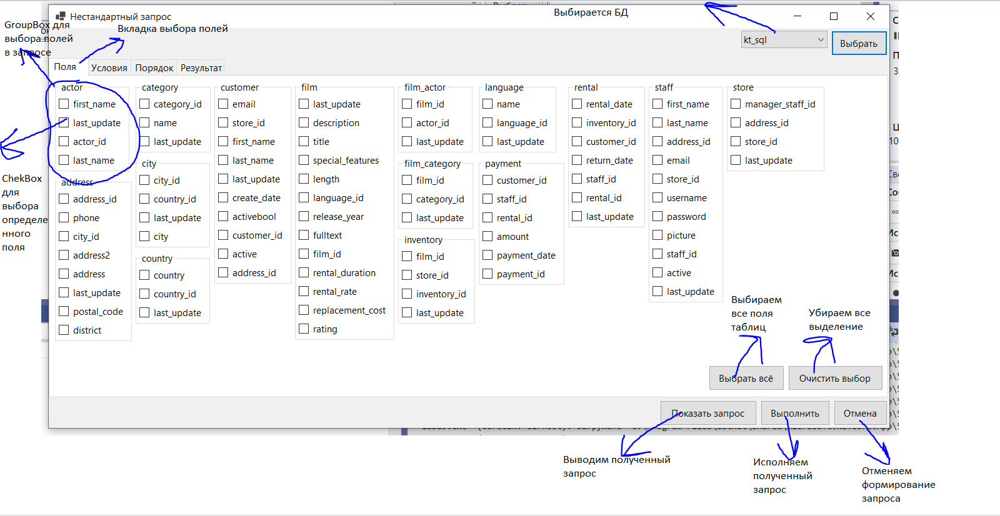 Нестандартный запрос
Выбирается БД
GroupBox для
выбора полей
в запросе
Вкладка выбора полей
kt_sql
Выбрать
Поля
Условия
Порядок
Результат
actor
first_name
last_update
actor_id
last_name
address
address_id
phone
city_id
address2
address
last_update
postal_code
district
category
category_id
name
last_update
city
city_id
country_id
last_update
city
country
country
country_id
last_update
customer
email
store_id
first_name
last_name
last_update
create_date
activebool
customer_id
active
address_id
film
last_update
description
title
special_features
length
language_id
release_year
fulltext
film_id
rental_duration
rental_rate
replacement_cost
rating
film_actor
film_id
actor_id
last_update
film_category
film_id
category_id
last_update
inventory
film_id
store_id
inventory_id
last_update
language
name
language_id
last_update
payment
customer_id
staff_id
rental_id
amount
payment_date
payment_id
rental
rental_date
inventory_id
customer_id
return_date
staff_id
rental_id
last_update
staff
first_name
last_name
address_id
email
store_id
username
password
picture
staff_id
active
last_update
store
manager_staff_id
address_id
store_id
last_update
ChekBox
для
выбора
определе
нного
поля
Выбираем
все поля
таблиц
Убираем все
выделение
Выбрать всё
Очистить выбор
Показать запрос
Выполнить
Отмена
Выводим полученный
запрос
Исполняем
полученный
запрос
Отменяем
формирование
запроса